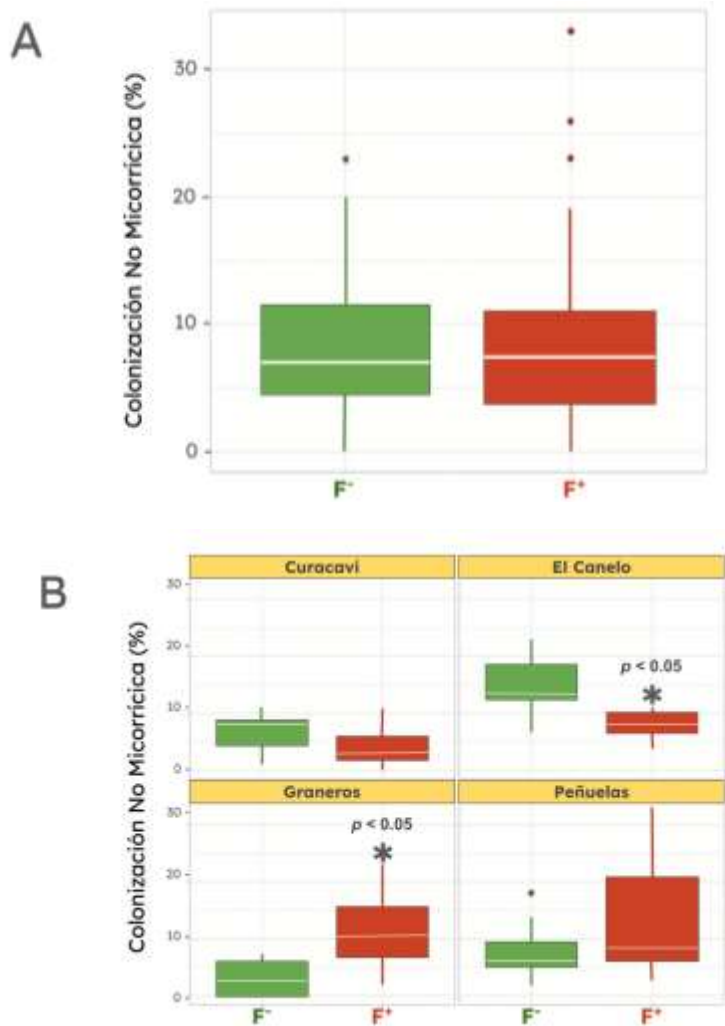 A
Colonización No Micorrícica (%)
30
20
10
0
F⁻
F⁺
B
Colonización No Micorrícica (%)
Curacaví
El Canelo
30
20
10
0
p < 0.05
*
Graneros
Peñuelas
30
20
10
0
p < 0.05
*
F⁻
F⁺
F⁻
F⁺